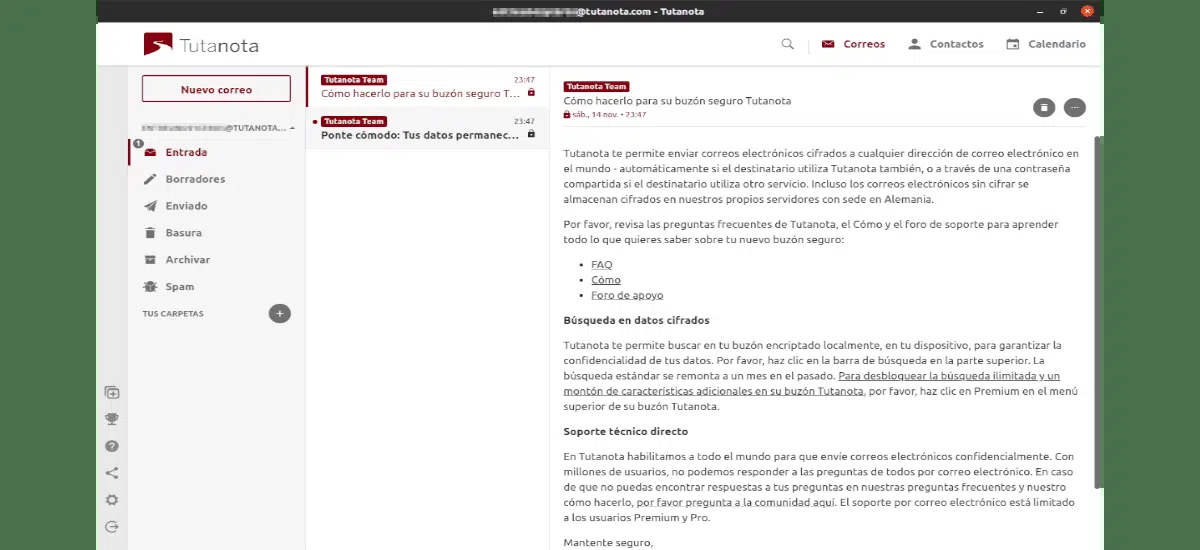 @tutanota.com - Tutanota
Tutanota
Correos
Contactos
Calendario
Nuevo correo
@TUTANOTA...
1
Entrada
Borradores
Enviado
Basura
Archivar
Spam
TUS CARPETAS
Tutanota Team
23:47
Cómo hacerlo para su buzón seguro T...
Tutanota Team
23:47
Ponte cómodo: Tus datos permanec...
Tutanota Team
Cómo hacerlo para su buzón seguro Tutanota
sáb., 14 nov. • 23:47
Tutanota te permite enviar correos electrónicos cifrados a cualquier dirección de correo electrónico en
el mundo - automáticamente si el destinatario utiliza Tutanota también, o a través de una contraseña
compartida si el destinatario utiliza otro servicio. Incluso los correos electrónicos sin cifrar se
almacenan cifrados en nuestros propios servidores con sede en Alemania.
Por favor, revisa las preguntas frecuentes de Tutanota, el Cómo y el foro de soporte para aprender
todo lo que quieres saber sobre tu nuevo buzón seguro:
• FAQ
• Cómo
• Foro de apoyo
Búsqueda en datos cifrados
Tutanota te permite buscar en tu buzón encriptado localmente, en tu dispositivo, para garantizar la
confidencialidad de tus datos. Por favor, haz clic en la barra de búsqueda en la parte superior. La
búsqueda estándar se remonta a un mes en el pasado. Para desbloquear la búsqueda ilimitada y un
montón de características adicionales en su buzón Tutanota, por favor, haz clic en Premium en el menú
superior de su buzón Tutanota.
Soporte técnico directo
En Tutanota habilitamos a todo el mundo para que envíe correos electrónicos confidencialmente. Con
millones de usuarios, no podemos responder a las preguntas de todos por correo electrónico. En caso
de que no puedas encontrar respuestas a tus preguntas en nuestras preguntas frecuentes y nuestro
cómo hacerlo, por favor pregunta a la comunidad aquí. El soporte por correo electrónico está limitado
a los usuarios Premium y Pro.
Mantente seguro,